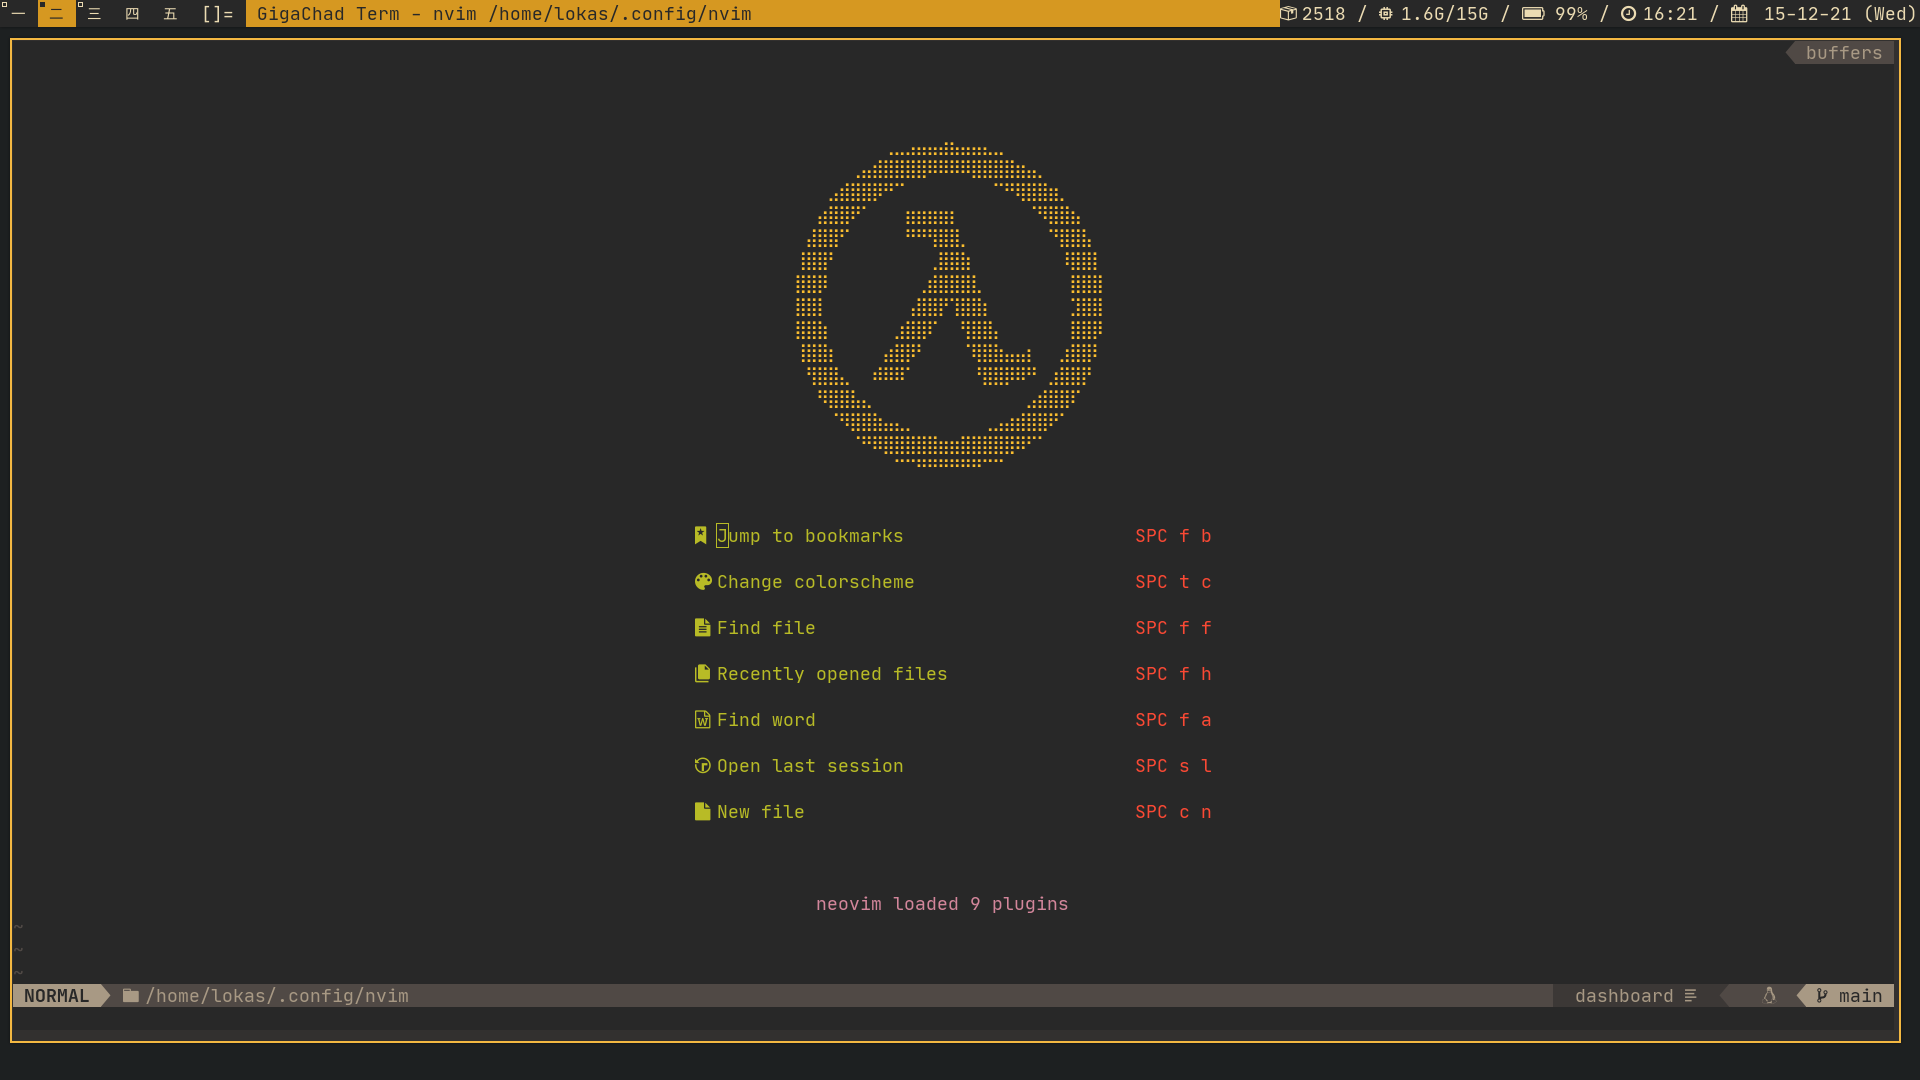 一 二 三 四 五 []= GigaChad Term - nvim /home/lokas/.config/nvim 2518 / 1.6G/15G / 99% / 16:21 / 15-12-21 (Wed)
buffers
Jump to bookmarks SPC f b
Change colorscheme SPC t c
Find file SPC f f
Recently opened files SPC f h
Find word SPC f a
Open last session SPC s l
New file SPC c n
neovim loaded 9 plugins
~
~
~
NORMAL /home/lokas/.config/nvim dashboard main